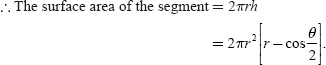 ∴ The surface area of the segment = 2πrh
= 2πr²[r − cos θ/2].